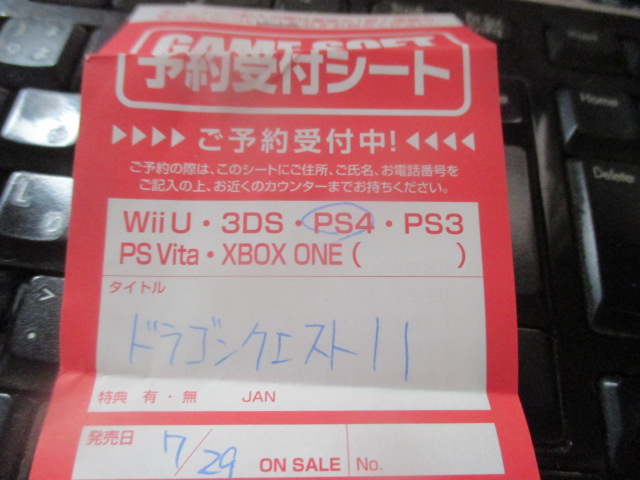 GAME SOFT
予約受付シート
▶▶▶▶ ご予約受付中! ◀◀◀◀
ご予約の際は、このシートにご住所、ご氏名、お電話番号を
ご記入の上、お近くのカウンターまでお持ちください。
Wii U・3DS・PS4・PS3
PS Vita・XBOX ONE ( )
タイトル
ドラゴンクエスト11
特典 有・無 JAN
発売日 7/29 ON SALE No.
Home
Delete